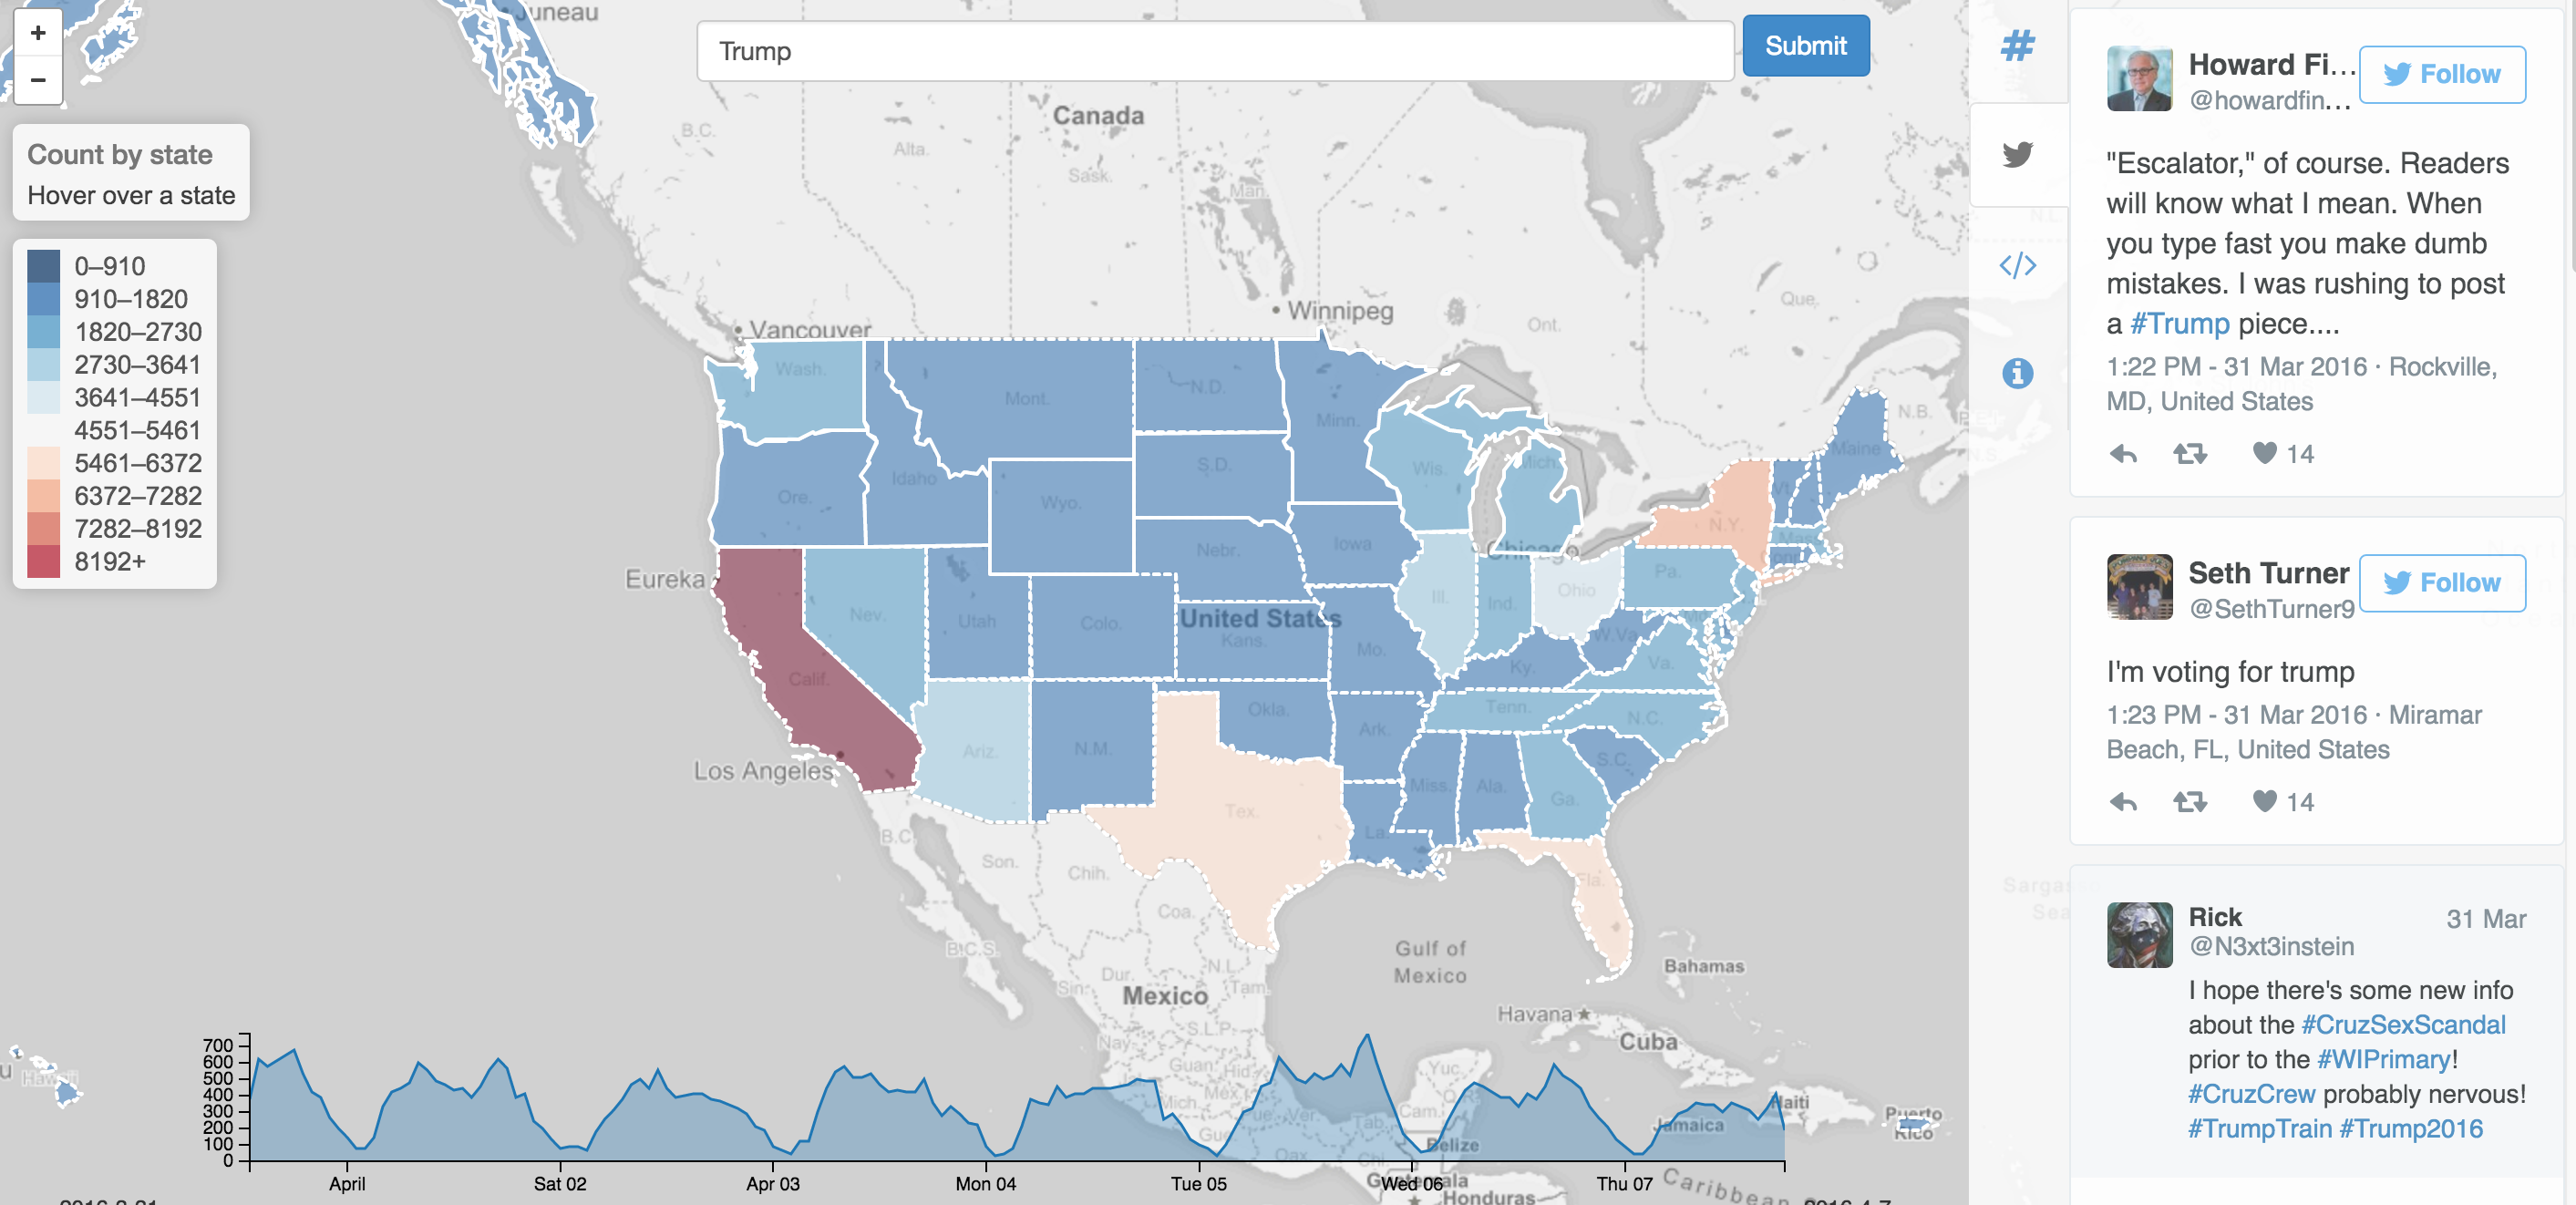 +
−
Trump
Submit
Count by state
Hover over a state
0–910
910–1820
1820–2730
2730–3641
3641–4551
4551–5461
5461–6372
6372–7282
7282–8192
8192+
Juneau
B.C.
Alta.
Sask.
Man.
Canada
Vancouver
Winnipeg
Ont.
Que.
N.B.
Wash.
Mont.
N.D.
Minn.
Maine
Ore.
Idaho
S.D.
Wis.
Mich.
Vt.
Wyo.
N.Y.
Mass.
Iowa
Chicago
Conn.
Nebr.
Pa.
Eureka
Nev.
Utah
Colo.
United States
Kans.
Ill.
Ind.
Ohio
Mo.
W.Va.
Md.
Ky.
Va.
Calif.
Ariz.
N.M.
Okla.
Ark.
Tenn.
N.C.
Los Angeles
Tex.
Miss.
Ala.
Ga.
S.C.
La.
Fla.
B.C.
Son.
Chih.
Coa.
B.C.S.
N.L.
Dur.
Sin.
Tam.
Mexico
Gulf of
Mexico
Bahamas
Havana
Cuba
S.L.P.
Nay.
Guan.
Hid.
Yuc.
Mich.
Mex.
Ver.
Tab.
Cam.
Q.R.
Oax.
Chi.
Belize
Guatemala
Honduras
Jamaica
Haiti
Puerto
Rico
Caribbean
Hawaii
700
600
500
400
300
200
100
0
April
Sat 02
Apr 03
Mon 04
Tue 05
Wed 06
Thu 07
#
</>
i
Howard Fi...
Follow
@howardfin...
"Escalator," of course. Readers
will know what I mean. When
you type fast you make dumb
mistakes. I was rushing to post
a #Trump piece....
1:22 PM - 31 Mar 2016 · Rockville,
MD, United States
14
Seth Turner
Follow
@SethTurner9
I'm voting for trump
1:23 PM - 31 Mar 2016 · Miramar
Beach, FL, United States
14
Rick
31 Mar
@N3xt3instein
I hope there's some new info
about the #CruzSexScandal
prior to the #WIPrimary!
#CruzCrew probably nervous!
#TrumpTrain #Trump2016